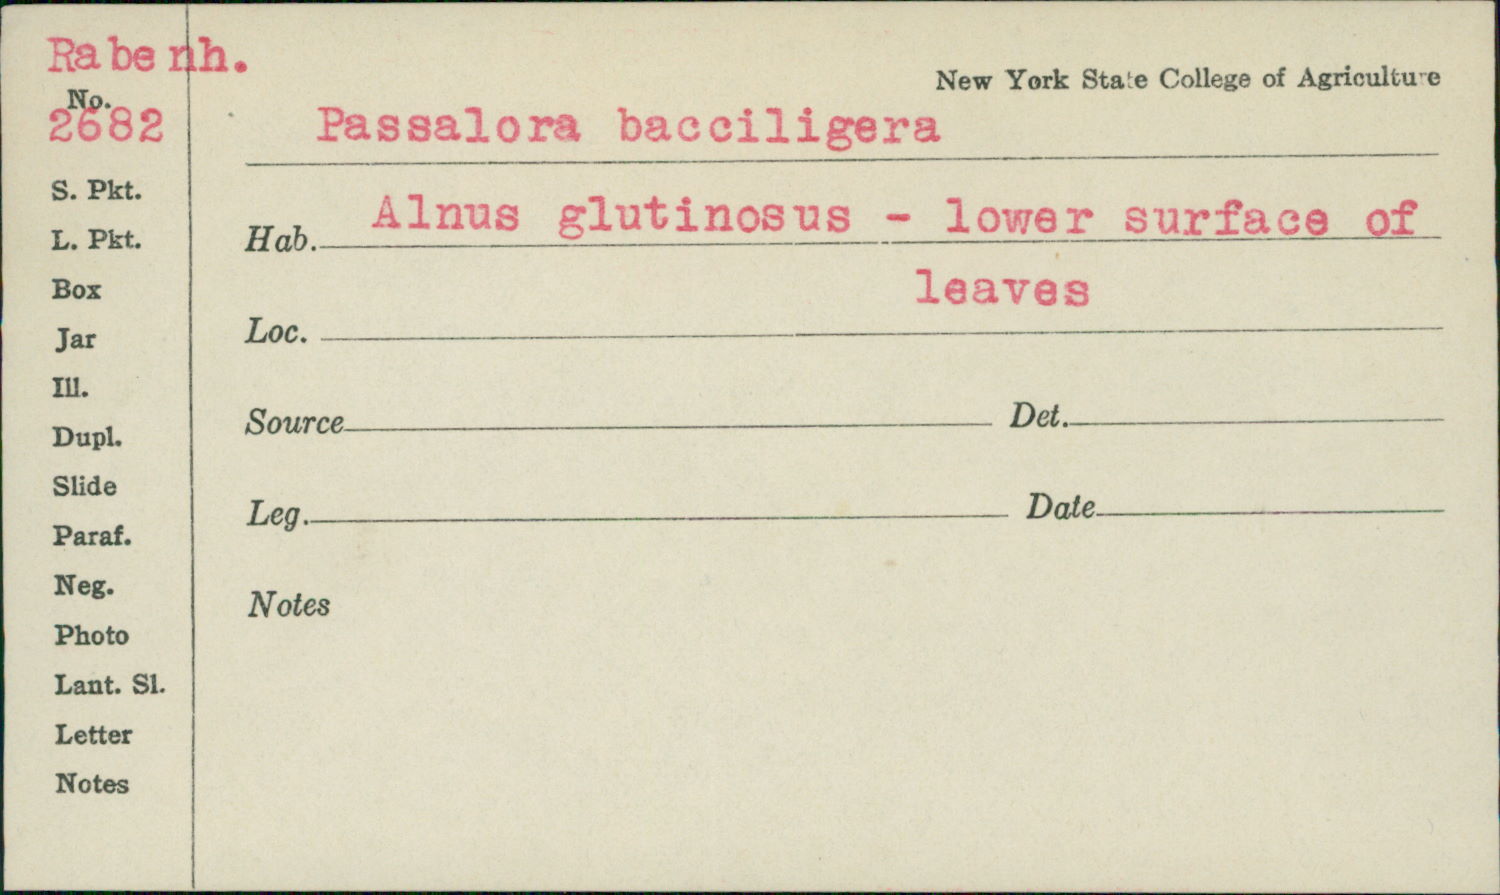 Rabenh.
New York State College of Agriculture
No.
2682
Passalora bacciligera
S. Pkt.
Hab. Alnus glutinosus - lower surface of
leaves
L. Pkt.
Box
Loc.
Jar
Ill.
Source Det.
Dupl.
Slide
Leg. Date
Paraf.
Neg.
Notes
Photo
Lant. Sl.
Letter
Notes